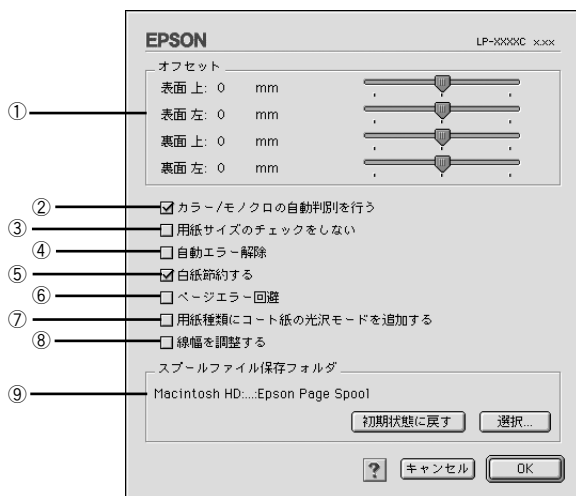 EPSON LP-XXXXC x.xx
オフセット
① 表面 上: 0 mm
表面 左: 0 mm
裏面 上: 0 mm
裏面 左: 0 mm
② カラー/モノクロの自動判別を行う
③ 用紙サイズのチェックをしない
④ 自動エラー解除
⑤ 白紙節約する
⑥ ページエラー回避
⑦ 用紙種類にコート紙の光沢モードを追加する
⑧ 線幅を調整する
スプールファイル保存フォルダ
⑨ Macintosh HD:...:Epson Page Spool
初期状態に戻す 選択...
? キャンセル OK